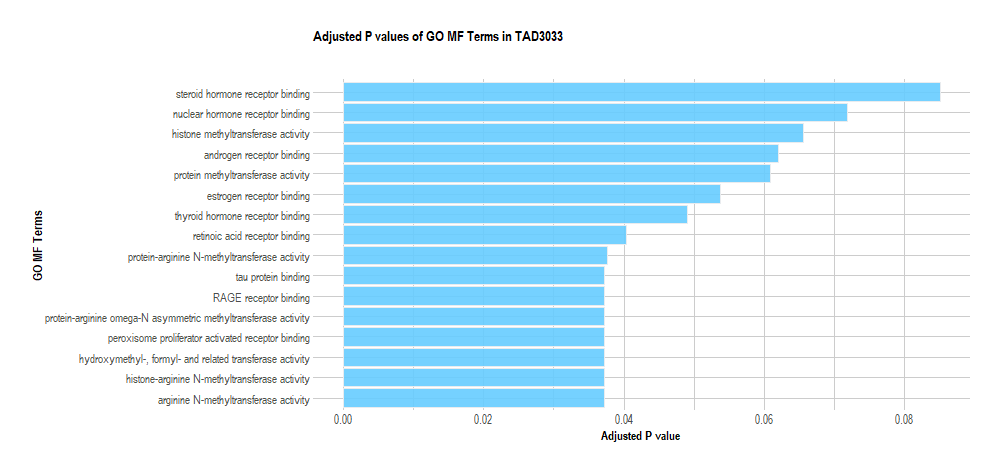 Adjusted P values of GO MF Terms in TAD3033
steroid hormone receptor binding
nuclear hormone receptor binding
histone methyltransferase activity
androgen receptor binding
protein methyltransferase activity
estrogen receptor binding
thyroid hormone receptor binding
retinoic acid receptor binding
protein-arginine N-methyltransferase activity
tau protein binding
RAGE receptor binding
protein-arginine omega-N asymmetric methyltransferase activity
peroxisome proliferator activated receptor binding
hydroxymethyl-, formyl- and related transferase activity
histone-arginine N-methyltransferase activity
arginine N-methyltransferase activity
GO MF Terms
0.00 0.02 0.04 0.06 0.08
Adjusted P value